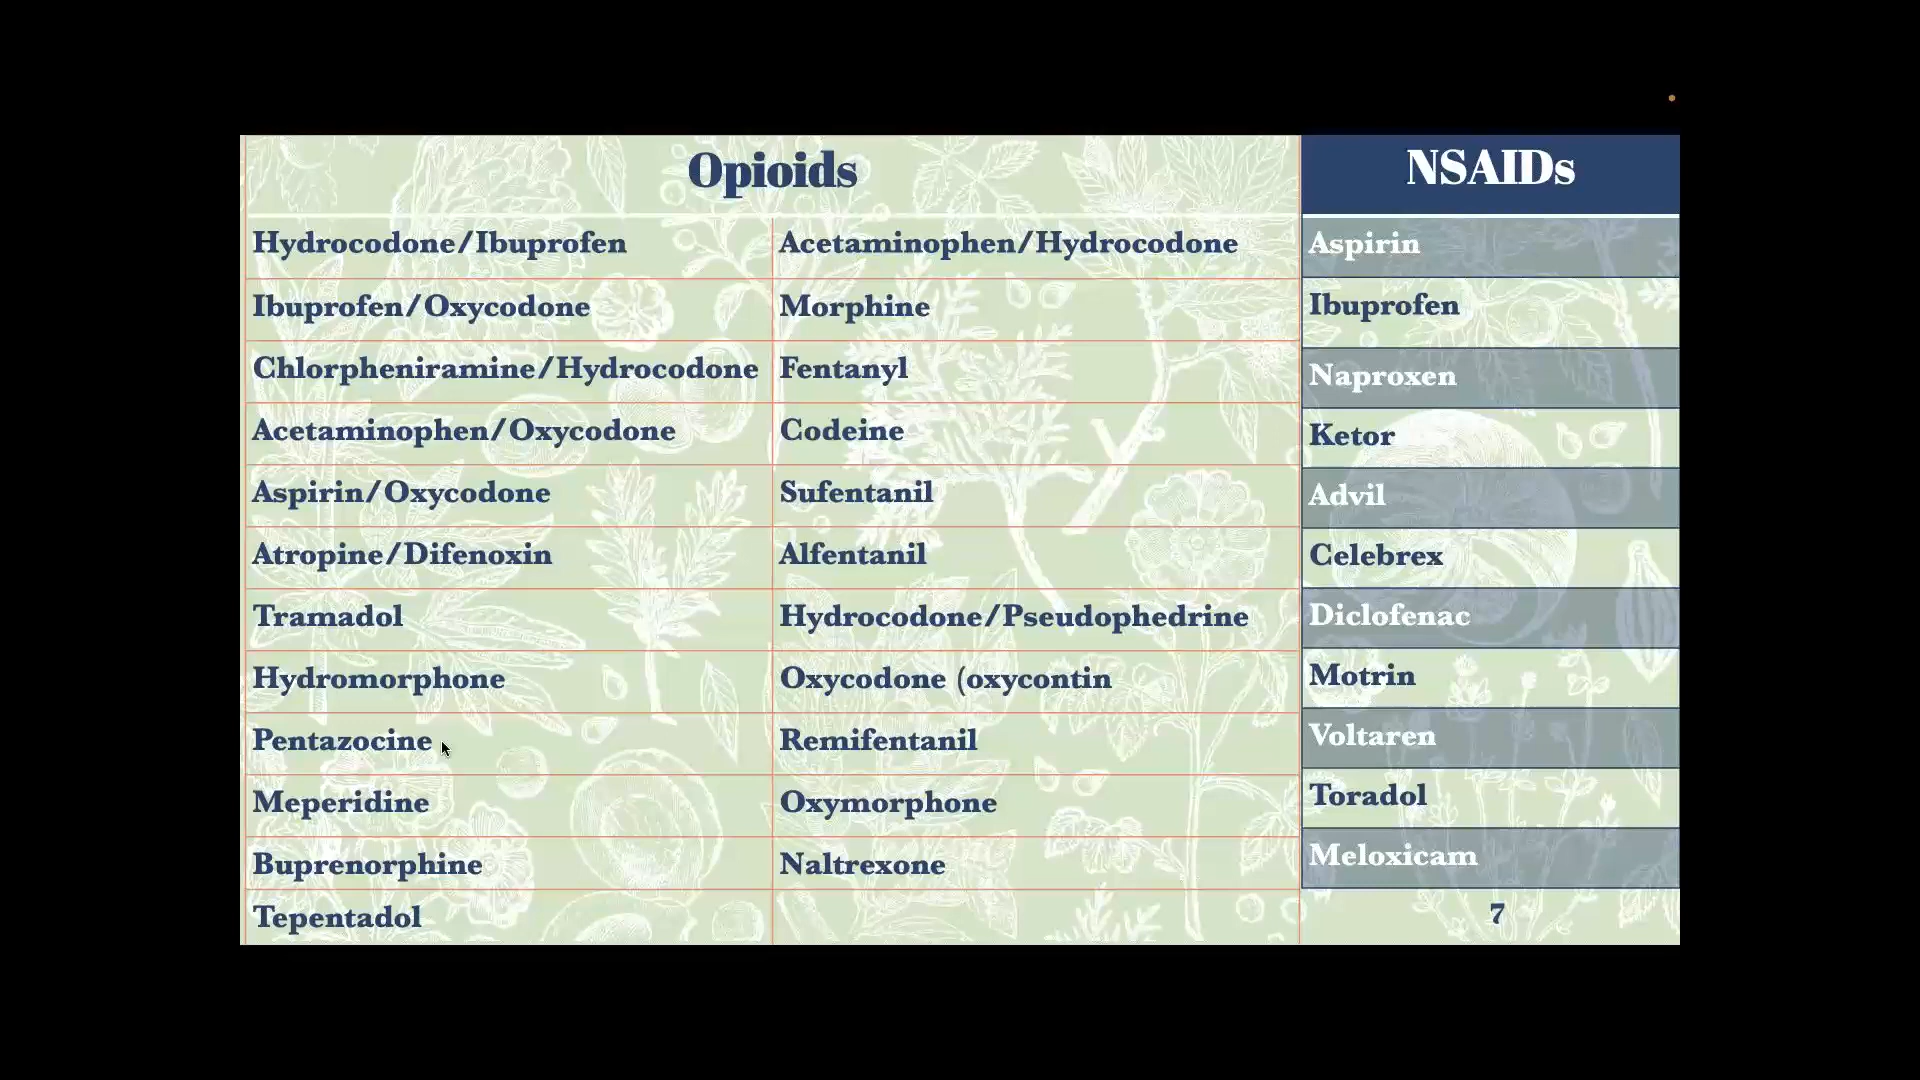 Opioids
Hydrocodone/Ibuprofen
Acetaminophen/Hydrocodone
Ibuprofen/Oxycodone
Morphine
Chlorpheniramine/Hydrocodone
Fentanyl
Acetaminophen/Oxycodone
Codeine
Aspirin/Oxycodone
Sufentanil
Atropine/Difenoxin
Alfentanil
Tramadol
Hydrocodone/Pseudophedrine
Hydromorphone
Oxycodone (oxycontin
Pentazocine
Remifentanil
Meperidine
Oxymorphone
Buprenorphine
Naltrexone
Tepentadol
NSAIDs
Aspirin
Ibuprofen
Naproxen
Ketor
Advil
Celebrex
Diclofenac
Motrin
Voltaren
Toradol
Meloxicam
7